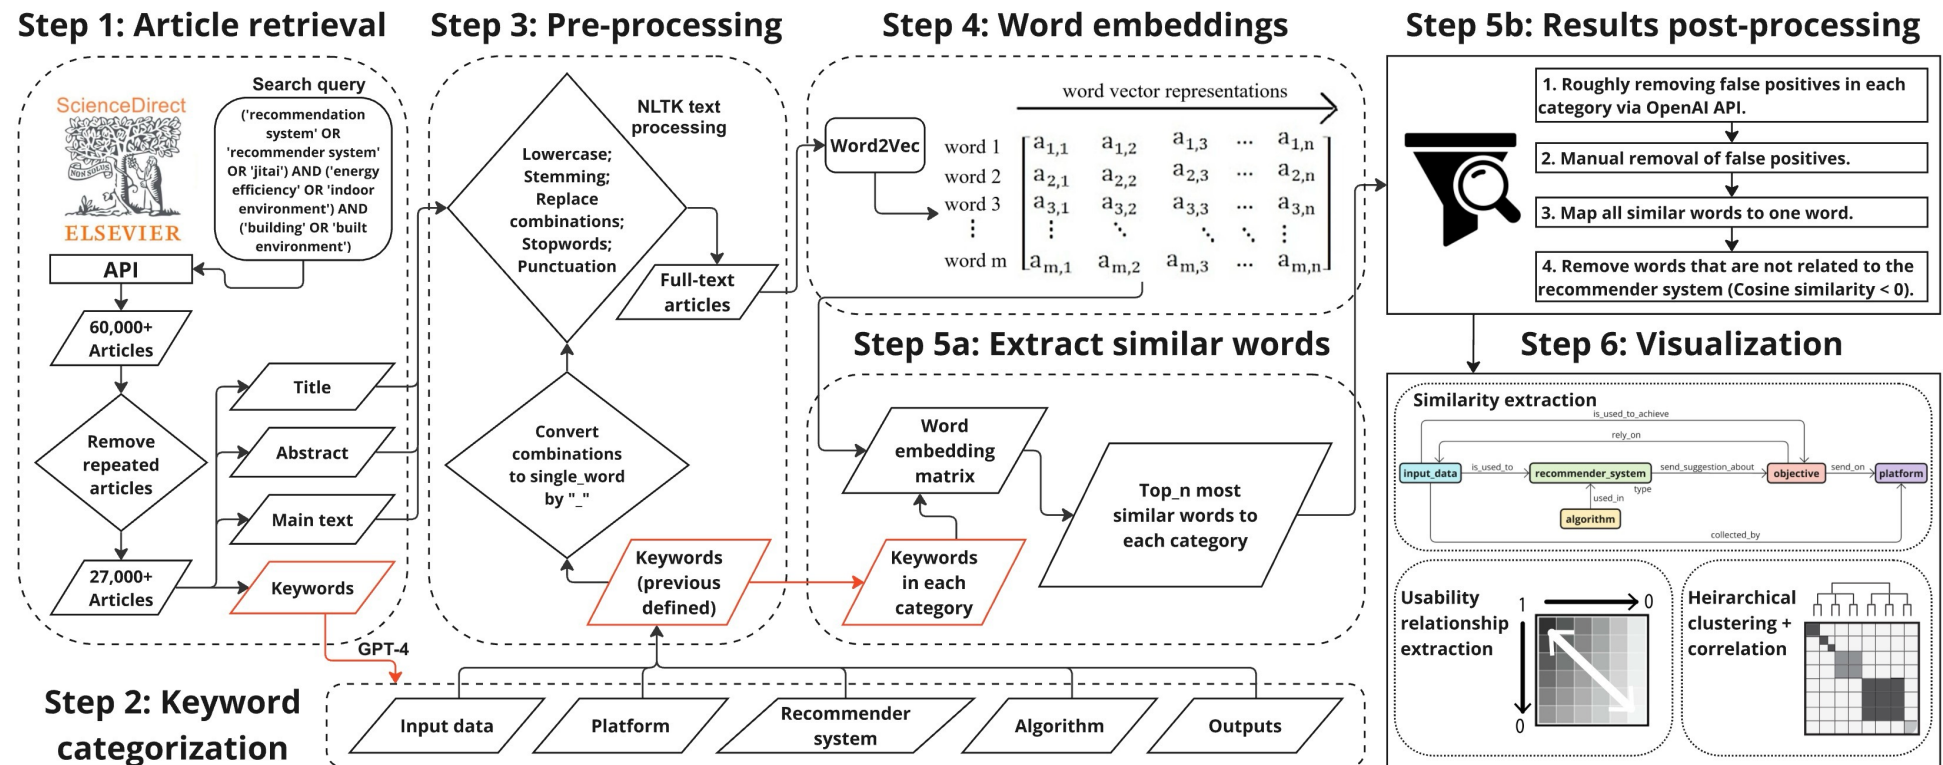 Step 1: Article retrieval
Search query
ScienceDirect
NON SOLUS
ELSEVIER
('recommendation
system' OR
'recommender system'
OR 'jitai') AND ('energy
efficiency' OR 'indoor
environment') AND
('building' OR 'built
environment')
API
60,000+
Articles
Remove
repeated
articles
27,000+
Articles
Title
Abstract
Main text
Keywords
GPT-4
Step 2: Keyword
categorization
Input data
Platform
Recommender
system
Algorithm
Outputs
Step 3: Pre-processing
NLTK text
processing
Lowercase;
Stemming;
Replace
combinations;
Stopwords;
Punctuation
Full-text
articles
Convert
combinations
to single_word
by "_"
Keywords
(previous
defined)
Step 4: Word embeddings
word vector representations
Word2Vec
word 1 a1,1 a1,2 a1,3 ... a1,n
word 2 a2,1 a2,2 a2,3 ... a2,n
word 3 a3,1 a3,2 a3,3 ... a3,n
word m am,1 am,2 am,3 ... am,n
Step 5a: Extract similar words
Word
embedding
matrix
Keywords
in each
category
Top_n most
similar words to
each category
Step 5b: Results post-processing
1. Roughly removing false positives in each
category via OpenAI API.
2. Manual removal of false positives.
3. Map all similar words to one word.
4. Remove words that are not related to the
recommender system (Cosine similarity < 0).
Step 6: Visualization
Similarity extraction
is_used_to_achieve
rely_on
input_data
is_used_to
recommender_system
send_suggestion_about
objective
send_on
platform
type
used_in
algorithm
collected_by
Usability
relationship
extraction
1
0
0
Heirarchical
clustering +
correlation